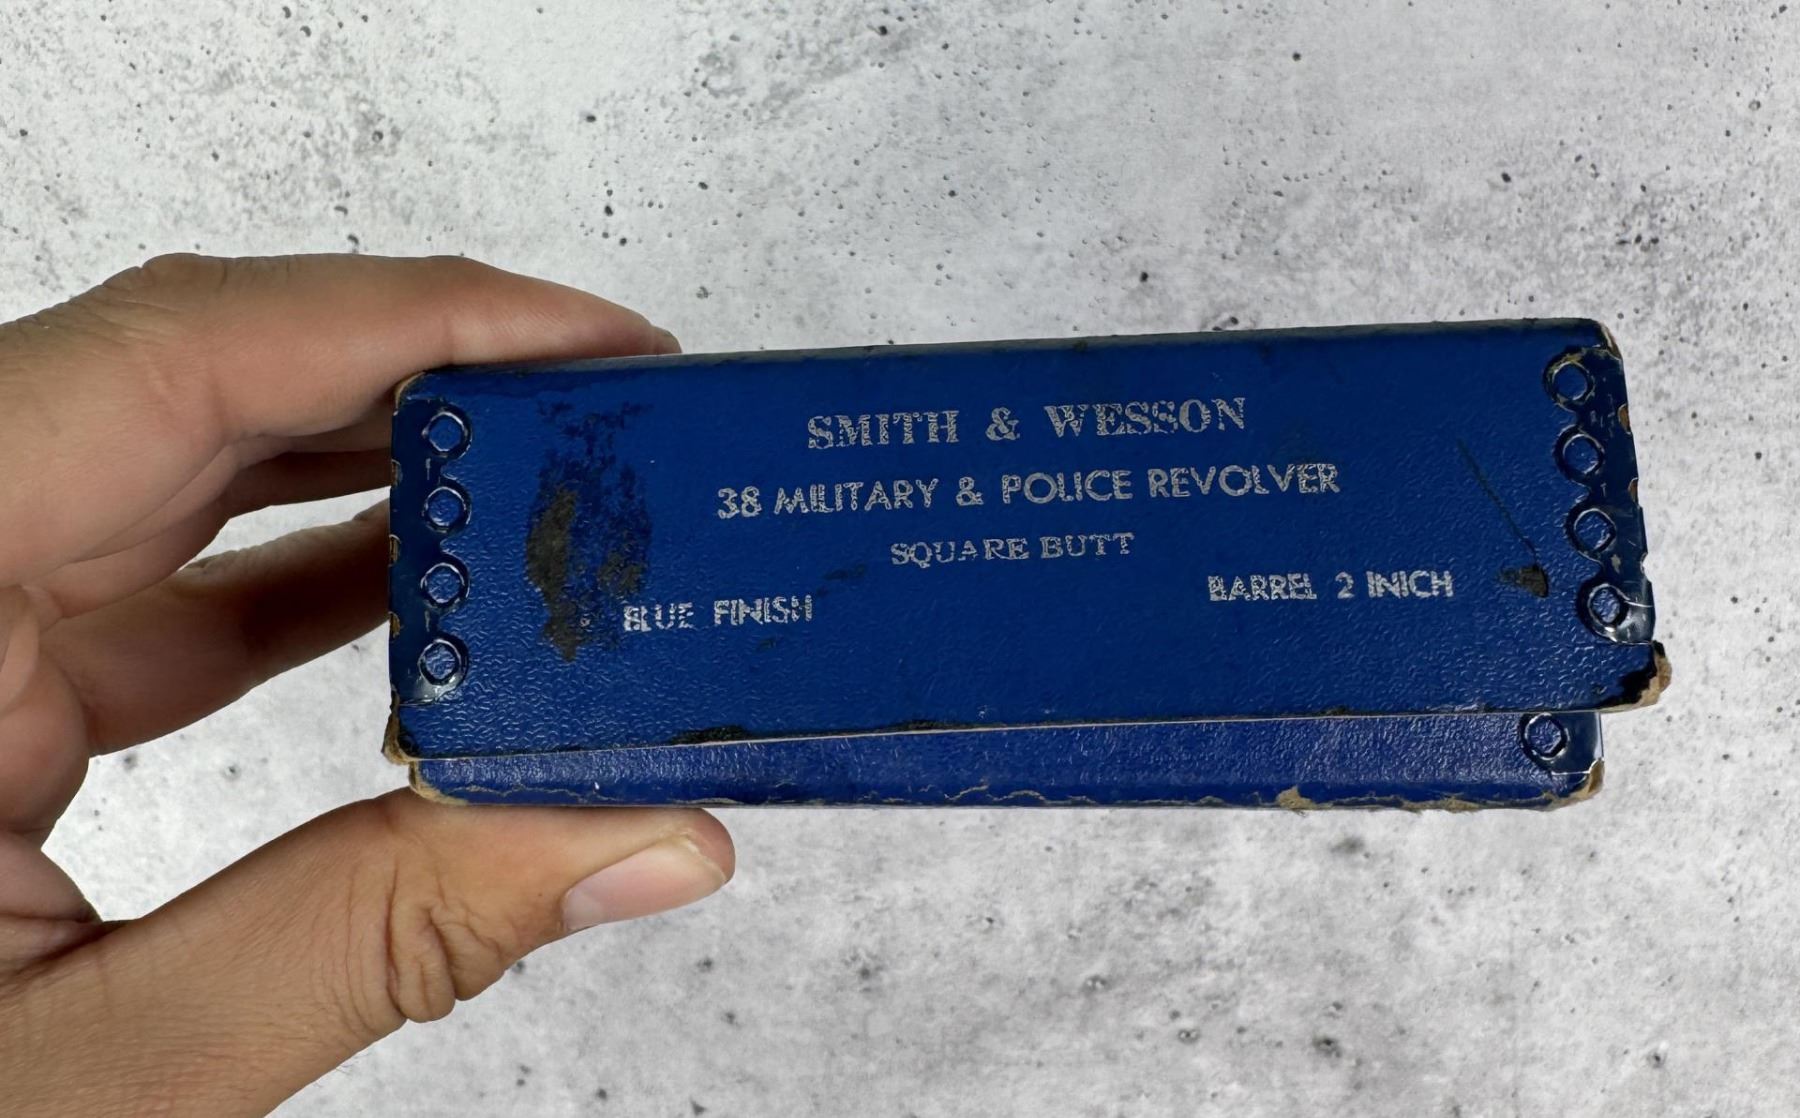 SMITH & WESSON
38 MILITARY & POLICE REVOLVER
SQUARE BUTT
BLUE FINISH
BARREL 2 INCH